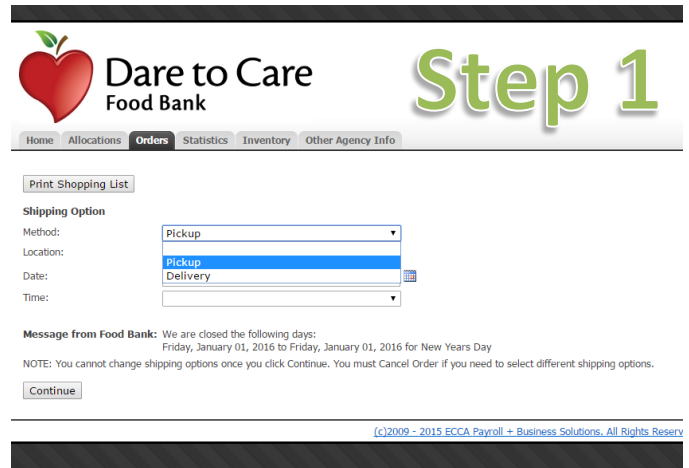 Dare to Care
Food Bank
Step 1
Home Allocations Orders Statistics Inventory Other Agency Info
Print Shopping List
Shipping Option
Method: Pickup
Location:
Pickup
Date: Delivery
Time:
Message from Food Bank: We are closed the following days:
Friday, January 01, 2016 to Friday, January 01, 2016 for New Years Day
NOTE: You cannot change shipping options once you click Continue. You must Cancel Order if you need to select different shipping options.
Continue
(c)2009 - 2015 ECCA Payroll + Business Solutions. All Rights Reserv